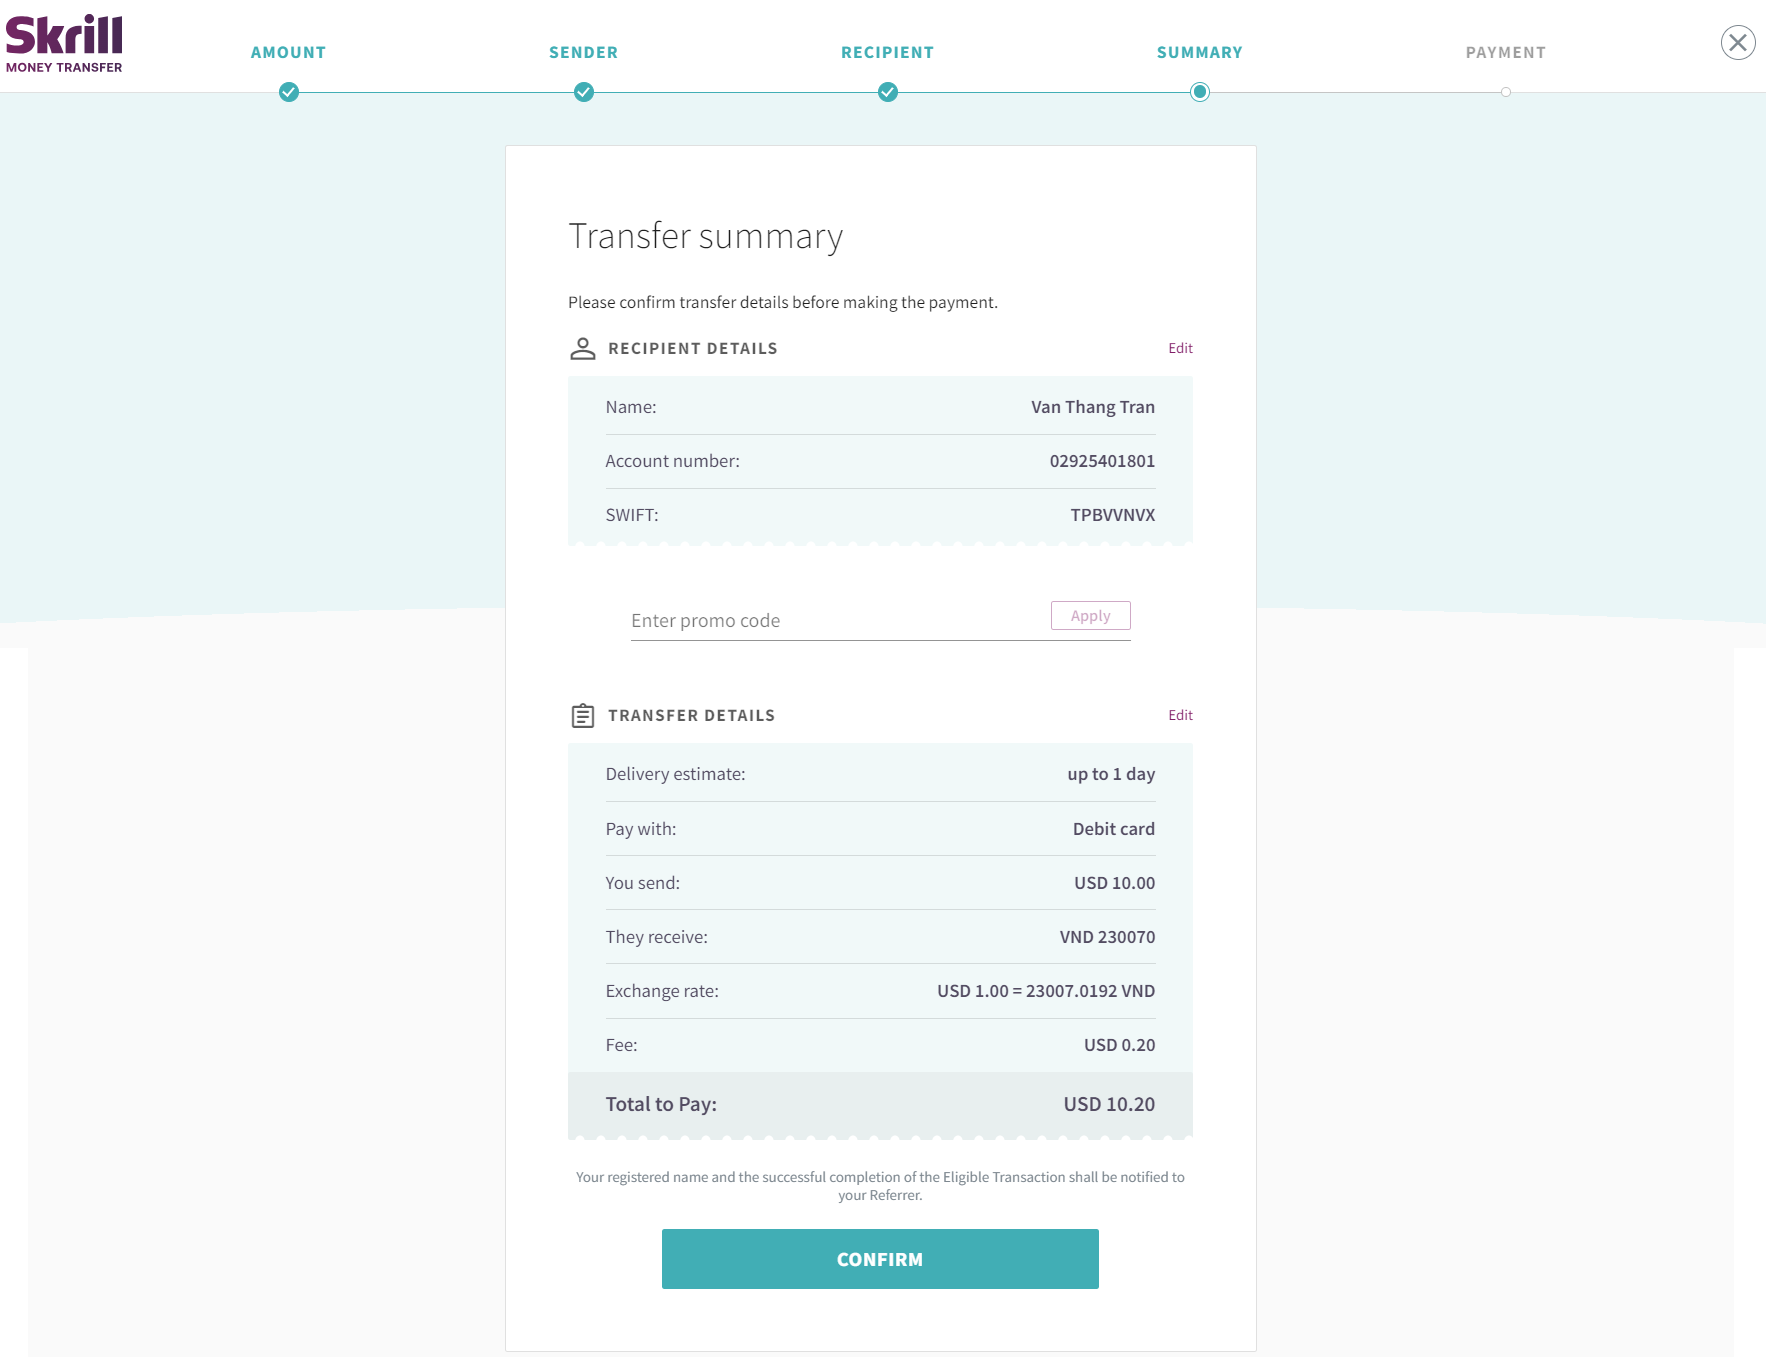 Skrill
MONEY TRANSFER
AMOUNT
SENDER
RECIPIENT
SUMMARY
PAYMENT
Transfer summary
Please confirm transfer details before making the payment.
RECIPIENT DETAILS
Edit
Name:
Van Thang Tran
Account number:
02925401801
SWIFT:
TPBVVNVX
Enter promo code
Apply
TRANSFER DETAILS
Edit
Delivery estimate:
up to 1 day
Pay with:
Debit card
You send:
USD 10.00
They receive:
VND 230070
Exchange rate:
USD 1.00 = 23007.0192 VND
Fee:
USD 0.20
Total to Pay:
USD 10.20
Your registered name and the successful completion of the Eligible Transaction shall be notified to
your Referrer.
CONFIRM